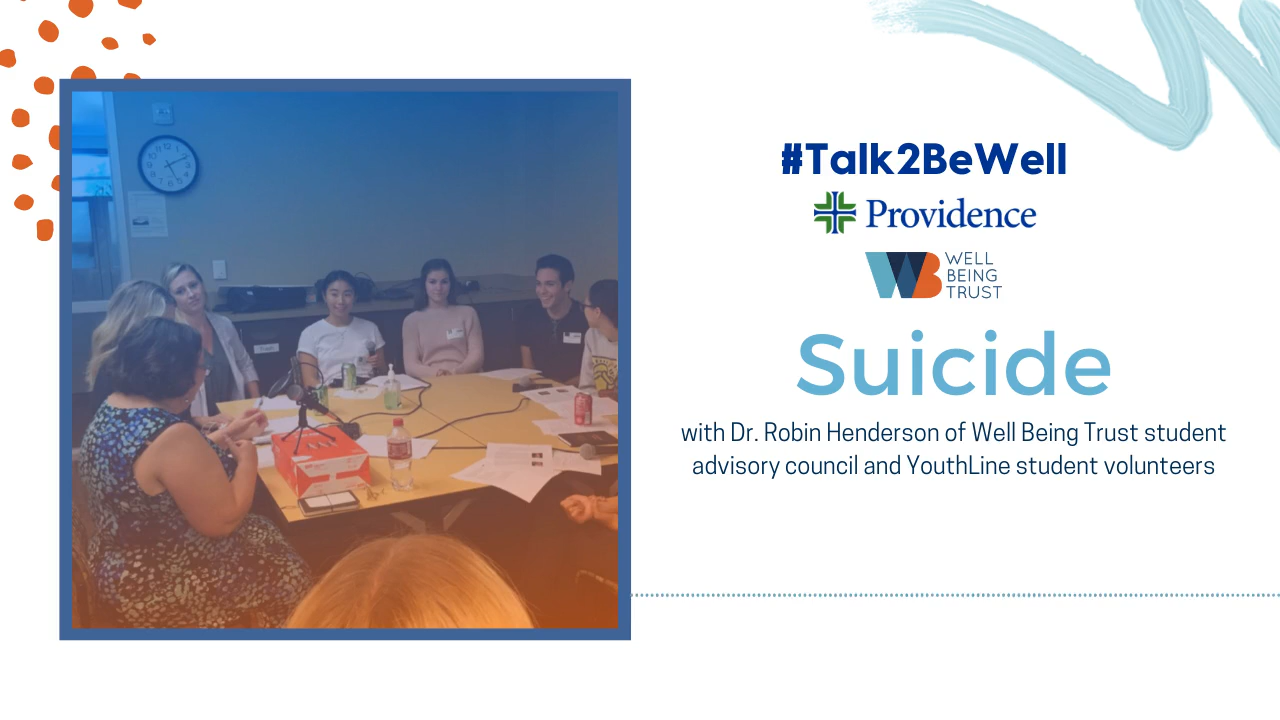 #Talk2BeWell
Providence
WB WELL
BEING
TRUST
Suicide
with Dr. Robin Henderson of Well Being Trust student
advisory council and YouthLine student volunteers